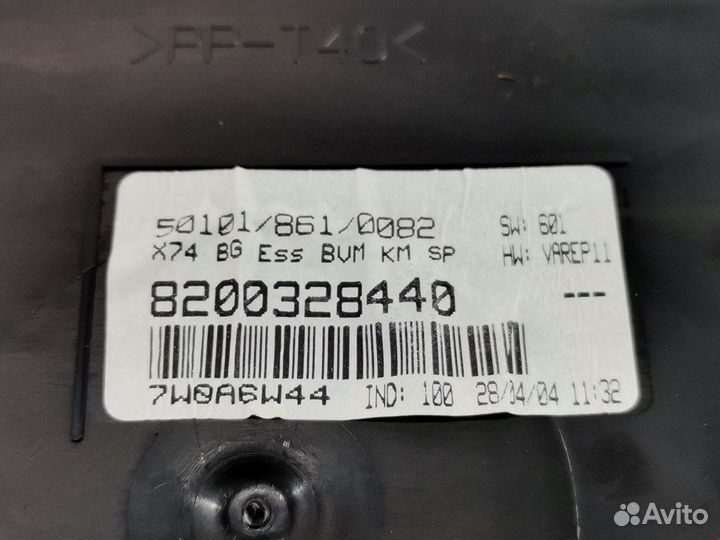 >PP-T40<
50101/861/0082 SW: 601
X74 BG Ess BVM KM SP HW: VAREP11
8200328440 ---
7W0A6W44 IND: 100 28/04/04 11:32
Avito